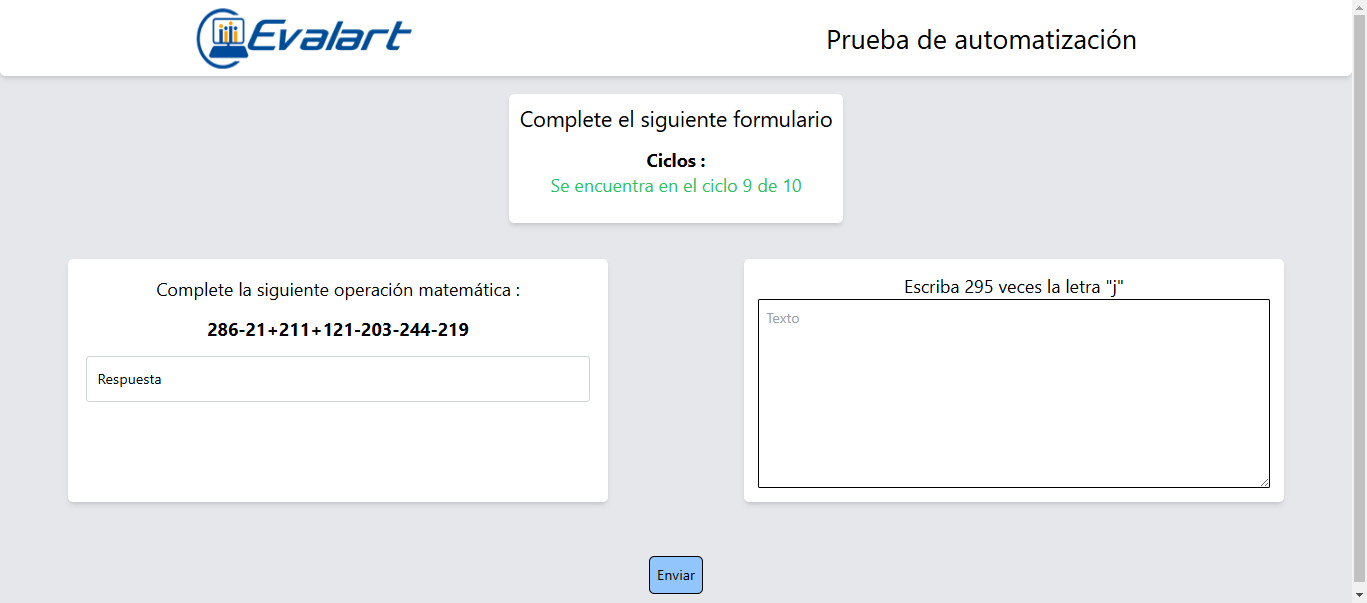 Evalart
Prueba de automatización
Complete el siguiente formulario
Ciclos :
Se encuentra en el ciclo 9 de 10
Complete la siguiente operación matemática :
286-21+211+121-203-244-219
Respuesta
Escriba 295 veces la letra "j"
Texto
Enviar